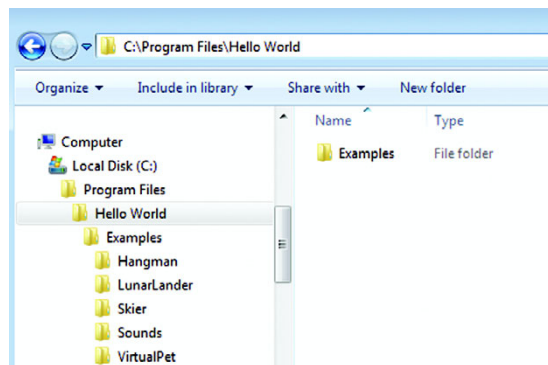 C:\Program Files\Hello World
Organize Include in library Share with New folder
Computer
Local Disk (C:)
Program Files
Hello World
Examples
Hangman
LunarLander
Skier
Sounds
VirtualPet
Name Type
Examples File folder